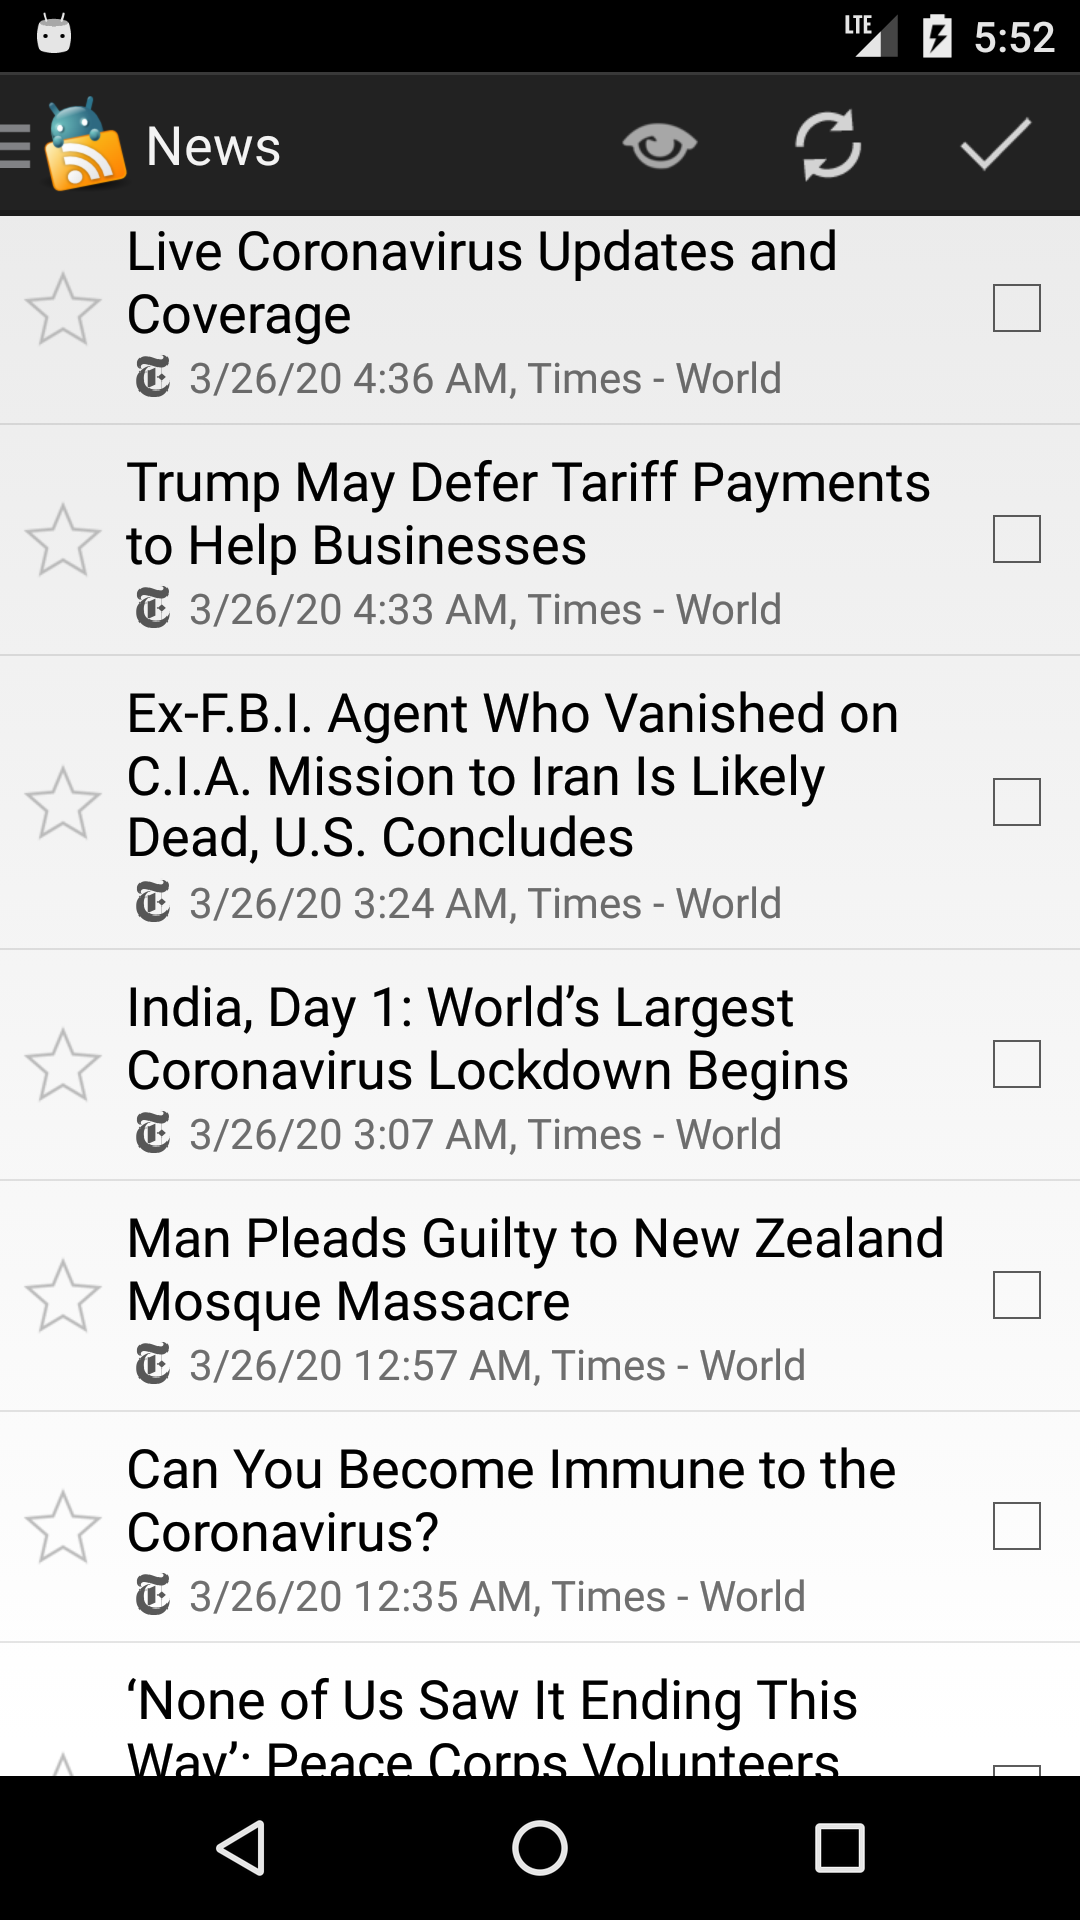 LTE 5:52
News
Live Coronavirus Updates and
Coverage
3/26/20 4:36 AM, Times - World
Trump May Defer Tariff Payments
to Help Businesses
3/26/20 4:33 AM, Times - World
Ex-F.B.I. Agent Who Vanished on
C.I.A. Mission to Iran Is Likely
Dead, U.S. Concludes
3/26/20 3:24 AM, Times - World
India, Day 1: World’s Largest
Coronavirus Lockdown Begins
3/26/20 3:07 AM, Times - World
Man Pleads Guilty to New Zealand
Mosque Massacre
3/26/20 12:57 AM, Times - World
Can You Become Immune to the
Coronavirus?
3/26/20 12:35 AM, Times - World
‘None of Us Saw It Ending This
Way’: Peace Corps Volunteers